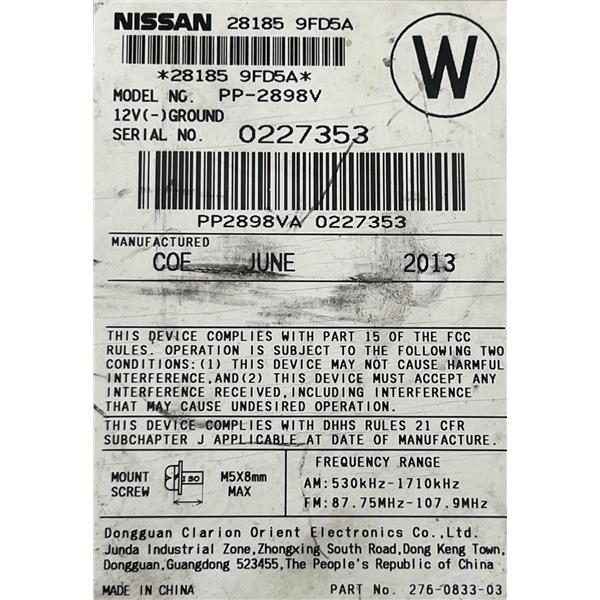 NISSAN 28185 9FD5A
W
*28185 9FD5A*
MODEL NO. PP-2898V
12V(-)GROUND
SERIAL NO. 0227353
PP2898VA 0227353
MANUFACTURED
COE JUNE 2013
THIS DEVICE COMPLIES WITH PART 15 OF THE FCC
RULES. OPERATION IS SUBJECT TO THE FOLLOWING TWO
CONDITIONS:(1) THIS DEVICE MAY NOT CAUSE HARMFUL
INTERFERENCE,AND(2) THIS DEVICE MUST ACCEPT ANY
INTERFERENCE RECEIVED,INCLUDING INTERFERENCE
THAT MAY CAUSE UNDESIRED OPERATION.
THIS DEVICE COMPLIES WITH DHHS RULES 21 CFR
SUBCHAPTER J APPLICABLE AT DATE OF MANUFACTURE.
MOUNT SCREW
ISO
M5X8mm MAX
FREQUENCY RANGE
AM:530kHz-1710kHz
FM:87.75MHz-107.9MHz
Dongguan Clarion Orient Electronics Co.,Ltd.
Junda Industrial Zone,Zhongxing South Road,Dong Keng Town,
Dongguan,Guangdong 523455,The People's Republic of China
MADE IN CHINA PART No. 276-0833-03